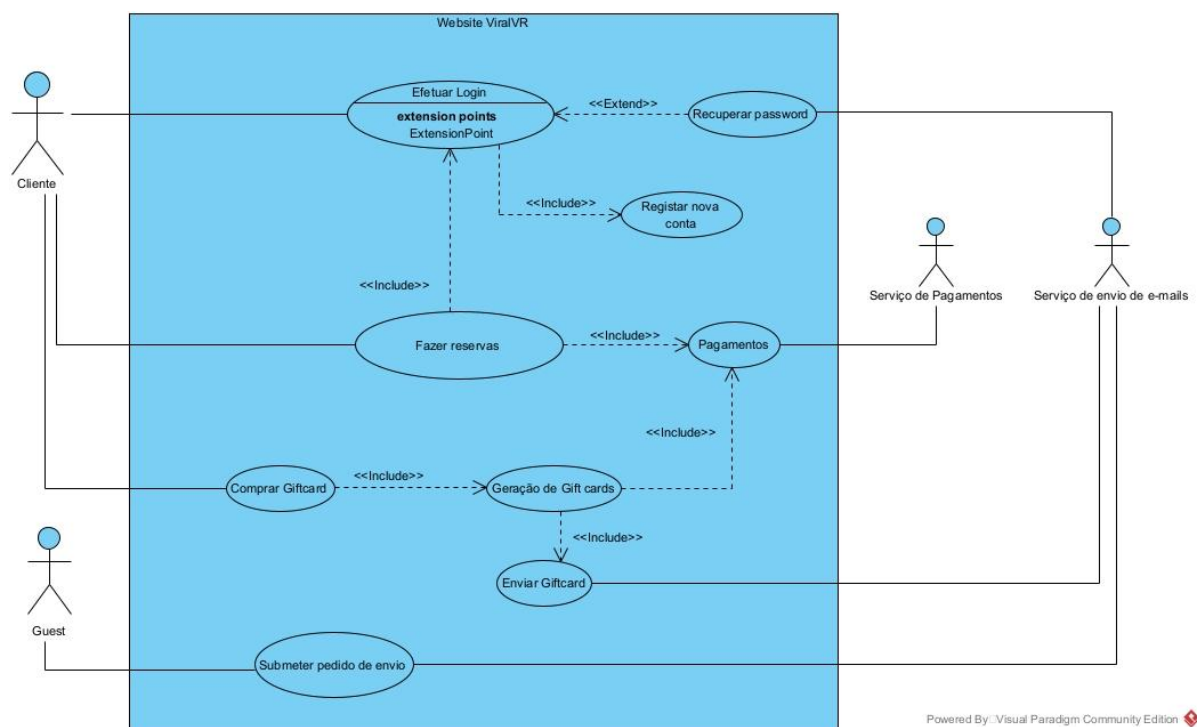 Website ViralVR
Efetuar Login
extension points
ExtensionPoint
<<Extend>>
Recuperar password
Cliente
<<Include>>
Registar nova
conta
<<Include>>
Serviço de Pagamentos
Serviço de envio de e-mails
Fazer reservas
<<Include>>
Pagamentos
<<Include>>
Comprar Giftcard
<<Include>>
Geração de Gift cards
<<Include>>
Enviar Giftcard
Guest
Submeter pedido de envio
Powered By Visual Paradigm Community Edition